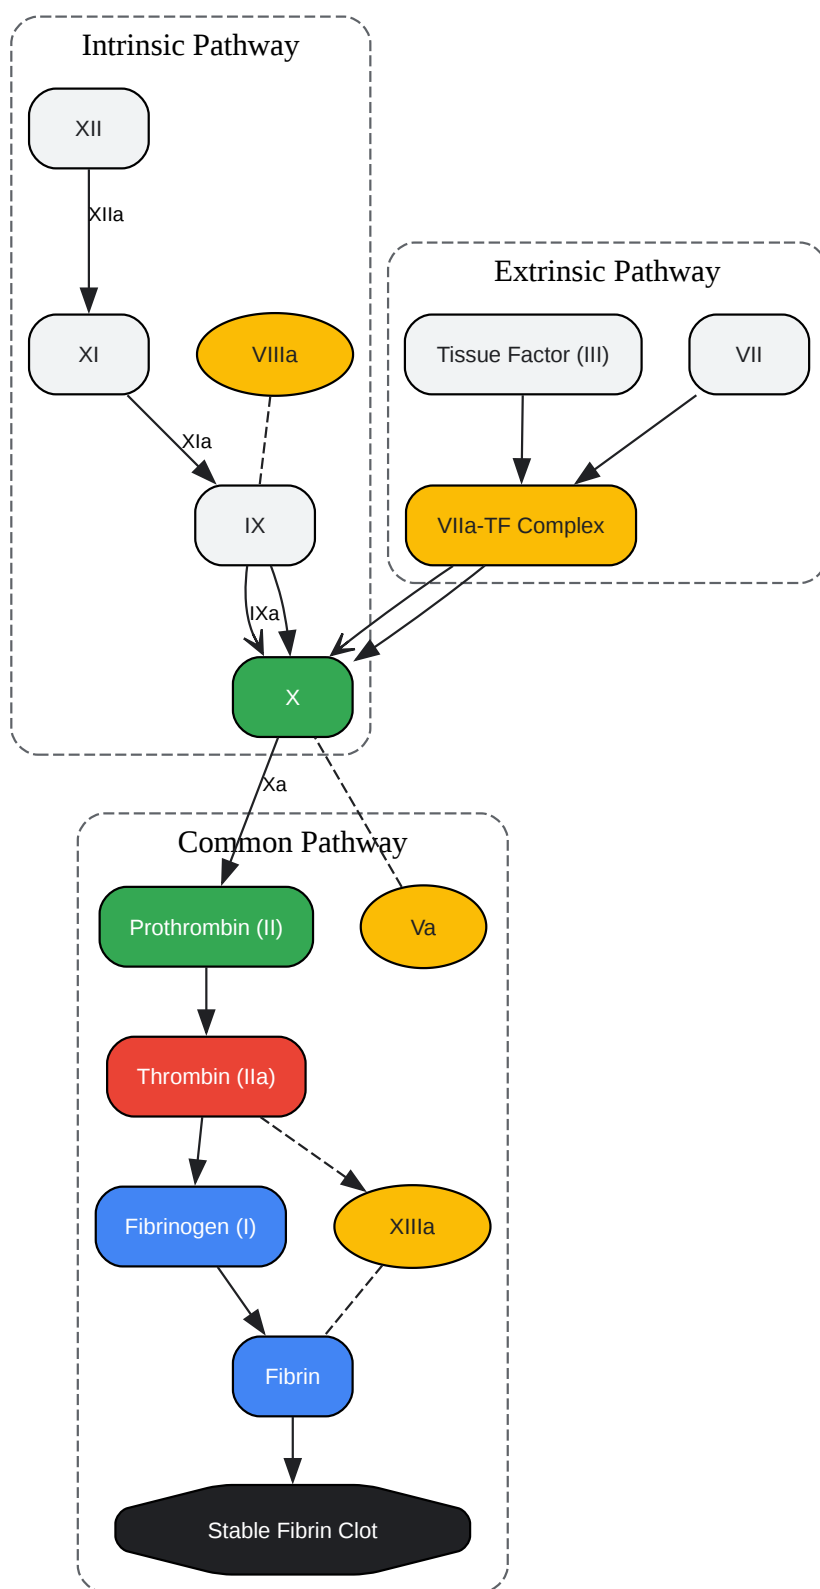 Intrinsic Pathway
XII
XIIa
Extrinsic Pathway
XI
VIIIa
Tissue Factor (III)
VII
XIa
IX
VIIa-TF Complex
IXa
X
Xa
Common Pathway
Prothrombin (II)
Va
Thrombin (IIa)
Fibrinogen (I)
XIIIa
Fibrin
Stable Fibrin Clot